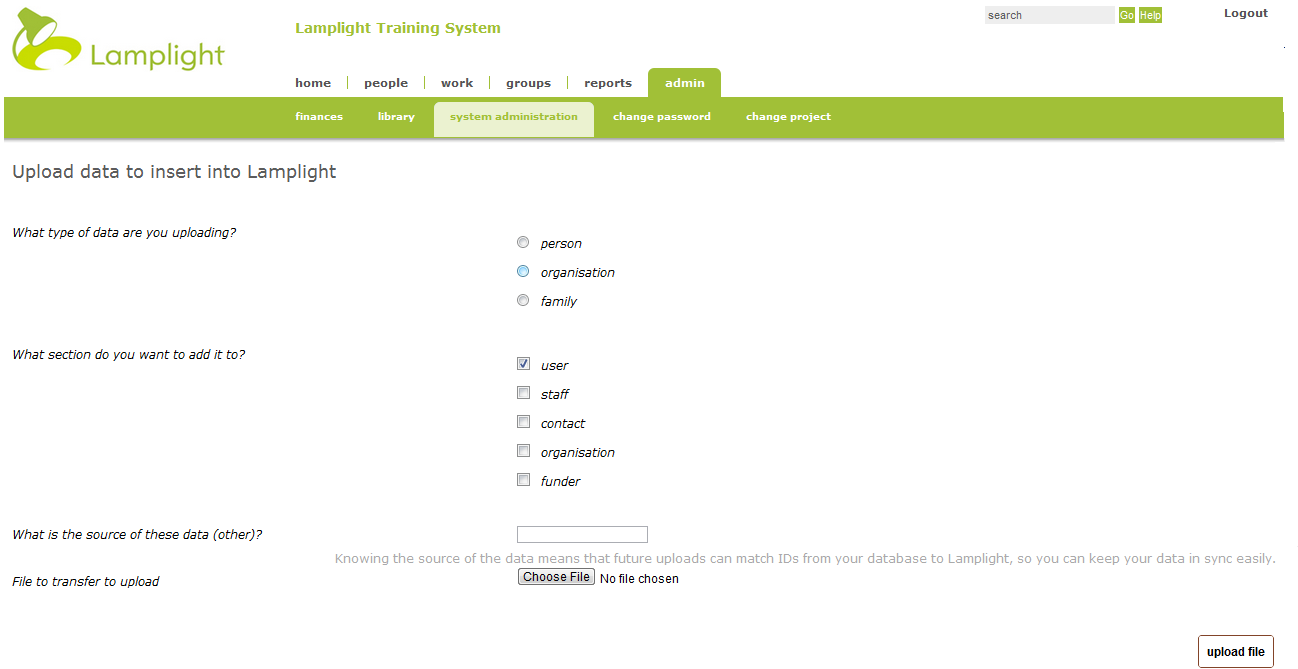 Lamplight
Lamplight Training System
search Go Help Logout
home people work groups reports admin
finances library system administration change password change project
Upload data to insert into Lamplight
What type of data are you uploading?
person
organisation
family
What section do you want to add it to?
user
staff
contact
organisation
funder
What is the source of these data (other)?
Knowing the source of the data means that future uploads can match IDs from your database to Lamplight, so you can keep your data in sync easily.
File to transfer to upload Choose File No file chosen
upload file